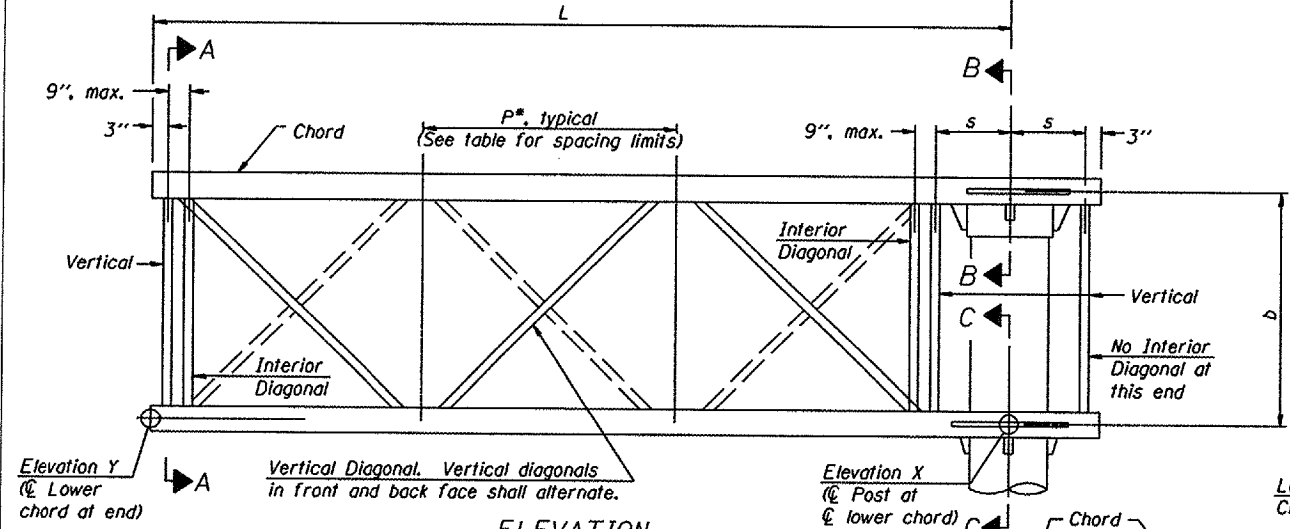 L
A
B
9", max.
3"
Chord
P*, typical
(See table for spacing limits)
9", max.
s
s
3"
Vertical
Interior
Diagonal
B
Vertical
b
C
Interior
Diagonal
No Interior
Diagonal at
this end
Elevation Y
(℄ Lower
chord at end)
A
Vertical Diagonal. Vertical diagonals
in front and back face shall alternate.
Elevation X
(℄ Post at
℄ lower chord)
C
Chord
ELEVATION